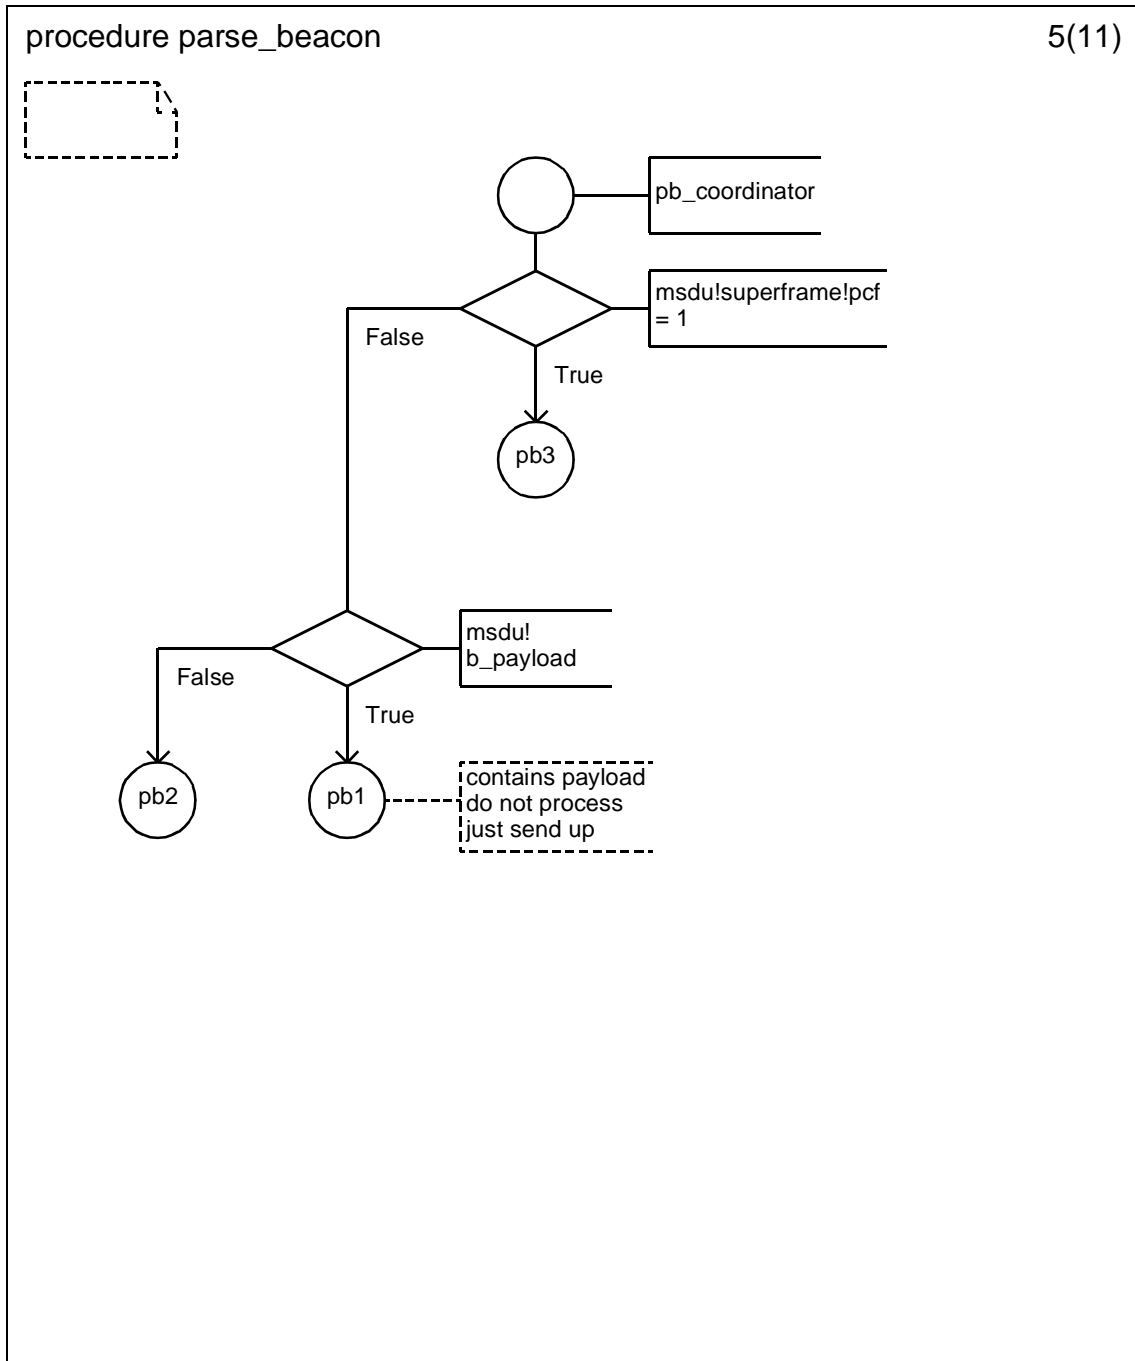 procedure parse_beacon
5(11)
pb_coordinator
msdu!superframe!pcf
= 1
False
True
pb3
msdu!
b_payload
False
True
pb2
pb1
contains payload
do not process
just send up